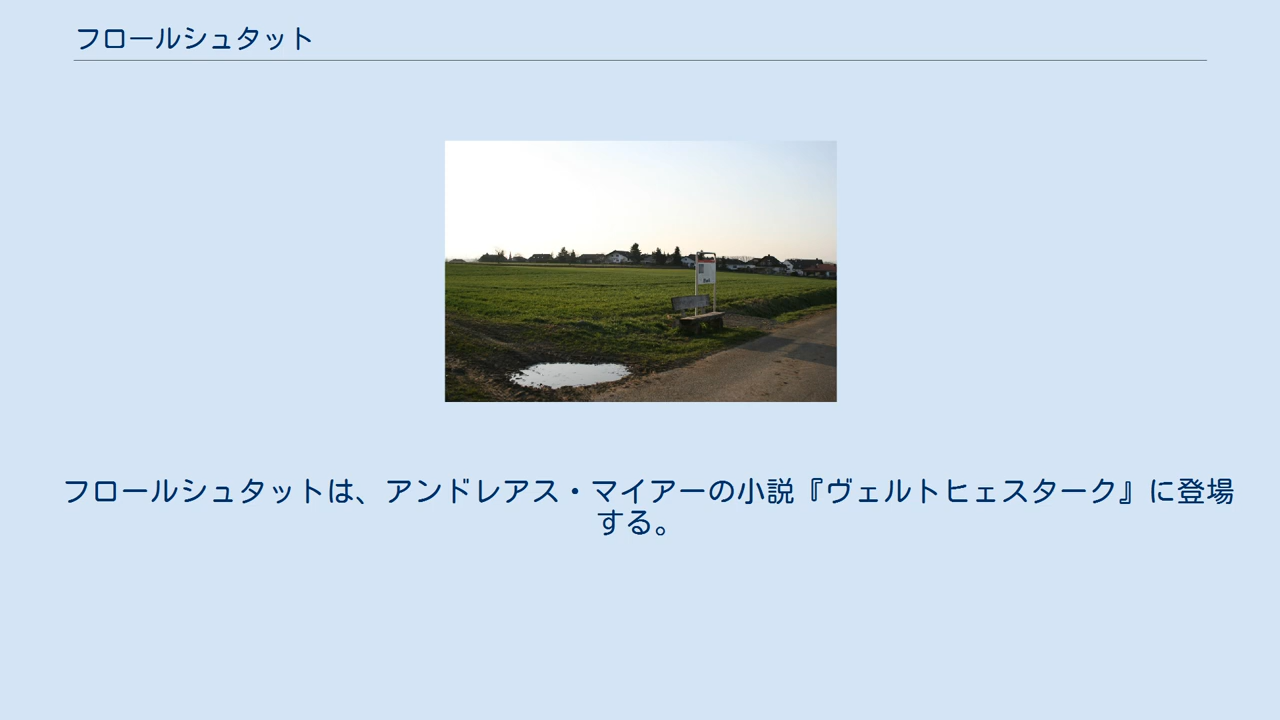 フロールシュタット
フロールシュタットは、アンドレアス・マイアーの小説『ヴェルトヒェスターク』に登場
する。